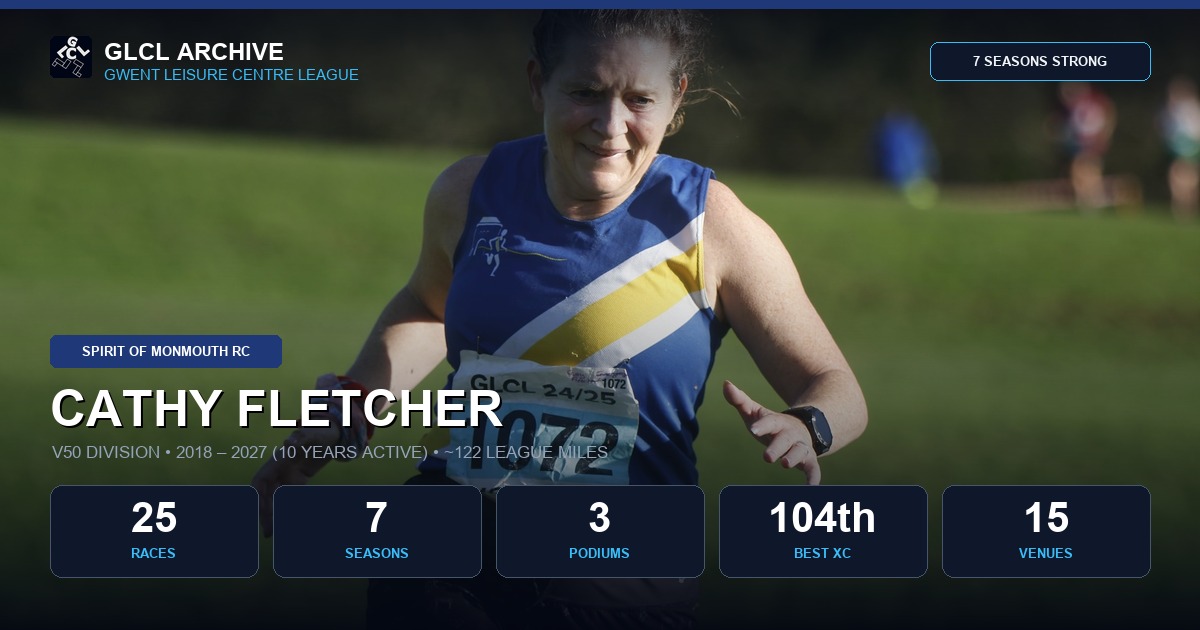 GLCL ARCHIVE
GWENT LEISURE CENTRE LEAGUE
7 SEASONS STRONG
SPIRIT OF MONMOUTH RC
CATHY FLETCHER
V50 DIVISION • 2018 – 2027 (10 YEARS ACTIVE) • ~122 LEAGUE MILES
GLCL 24/25
1072
1072
25
RACES
7
SEASONS
3
PODIUMS
104th
BEST XC
15
VENUES